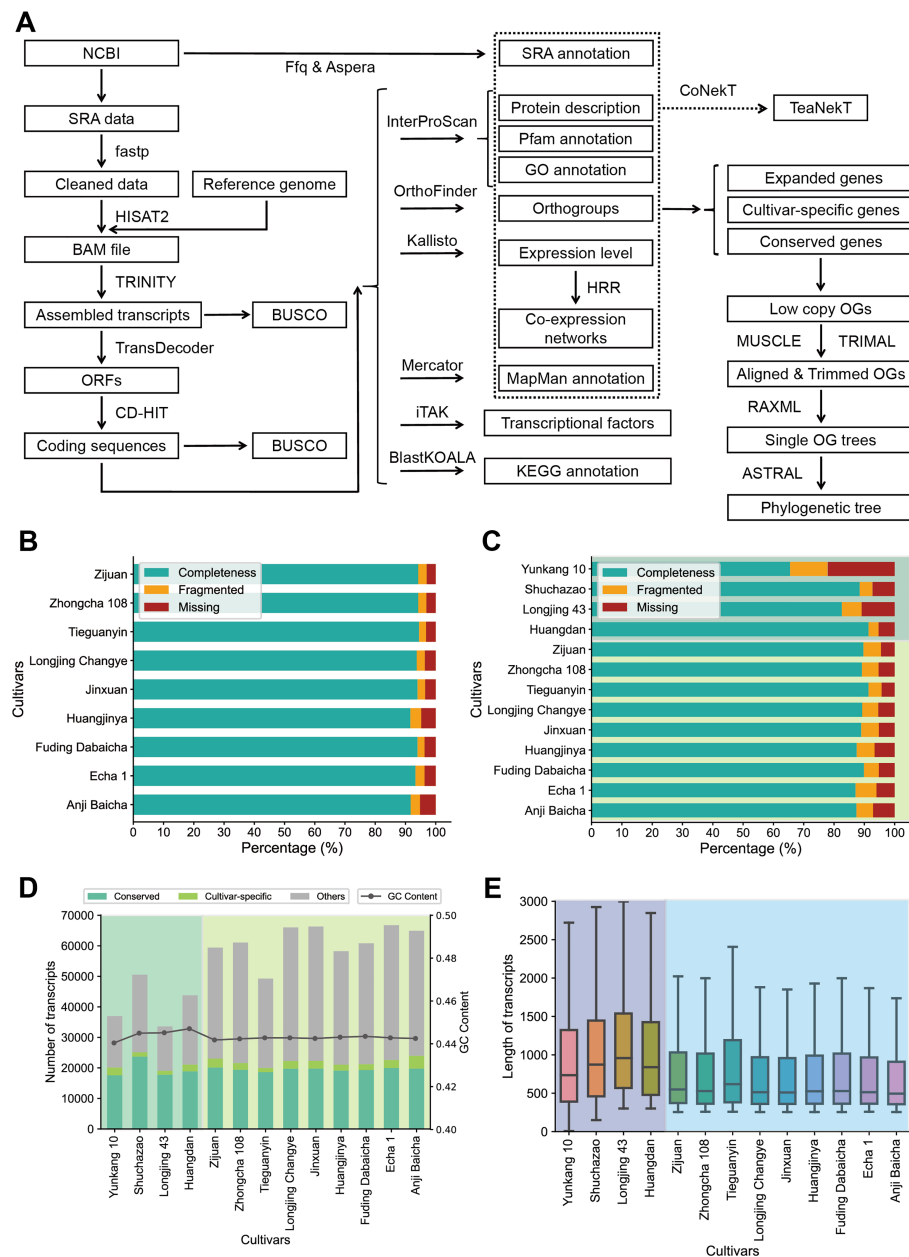 A
NCBI
Ffq & Aspera
SRA annotation
SRA data
fastp
Cleaned data
Reference genome
HISAT2
BAM file
TRINITY
Assembled transcripts
BUSCO
TransDecoder
ORFs
CD-HIT
Coding sequences
BUSCO
InterProScan
Protein description
Pfam annotation
GO annotation
CoNekT
TeaNekT
OrthoFinder
Orthogroups
Kallisto
Expression level
HRR
Co-expression
networks
Mercator
MapMan annotation
iTAK
Transcriptional factors
BlastKOALA
KEGG annotation
Expanded genes
Cultivar-specific genes
Conserved genes
Low copy OGs
MUSCLE TRIMAL
Aligned & Trimmed OGs
RAXML
Single OG trees
ASTRAL
Phylogenetic tree
B
Completeness
Fragmented
Missing
Cultivars
Zijuan
Zhongcha 108
Tieguanyin
Longjing Changye
Jinxuan
Huangjinya
Fuding Dabaicha
Echa 1
Anji Baicha
0 10 20 30 40 50 60 70 80 90 100
Percentage (%)
C
Completeness
Fragmented
Missing
Cultivars
Yunkang 10
Shuchazao
Longjing 43
Huangdan
Zijuan
Zhongcha 108
Tieguanyin
Longjing Changye
Jinxuan
Huangjinya
Fuding Dabaicha
Echa 1
Anji Baicha
0 10 20 30 40 50 60 70 80 90 100
Percentage (%)
D
Conserved Cultivar-specific Others GC Content
Number of transcripts
70000
60000
50000
40000
30000
20000
10000
0
0.50
0.48
0.46
0.44
0.42
0.40
GC Content
Yunkang 10
Shuchazao
Longjing 43
Huangdan
Zijuan
Zhongcha 108
Tieguanyin
Longjing Changye
Jinxuan
Huangjinya
Fuding Dabaicha
Echa 1
Anji Baicha
Cultivars
E
Length of transcripts
3000
2500
2000
1500
1000
500
0
Yunkang 10
Shuchazao
Longjing 43
Huangdan
Zijuan
Zhongcha 108
Tieguanyin
Longjing Changye
Jinxuan
Huangjinya
Fuding Dabaicha
Echa 1
Anji Baicha
Cultivars